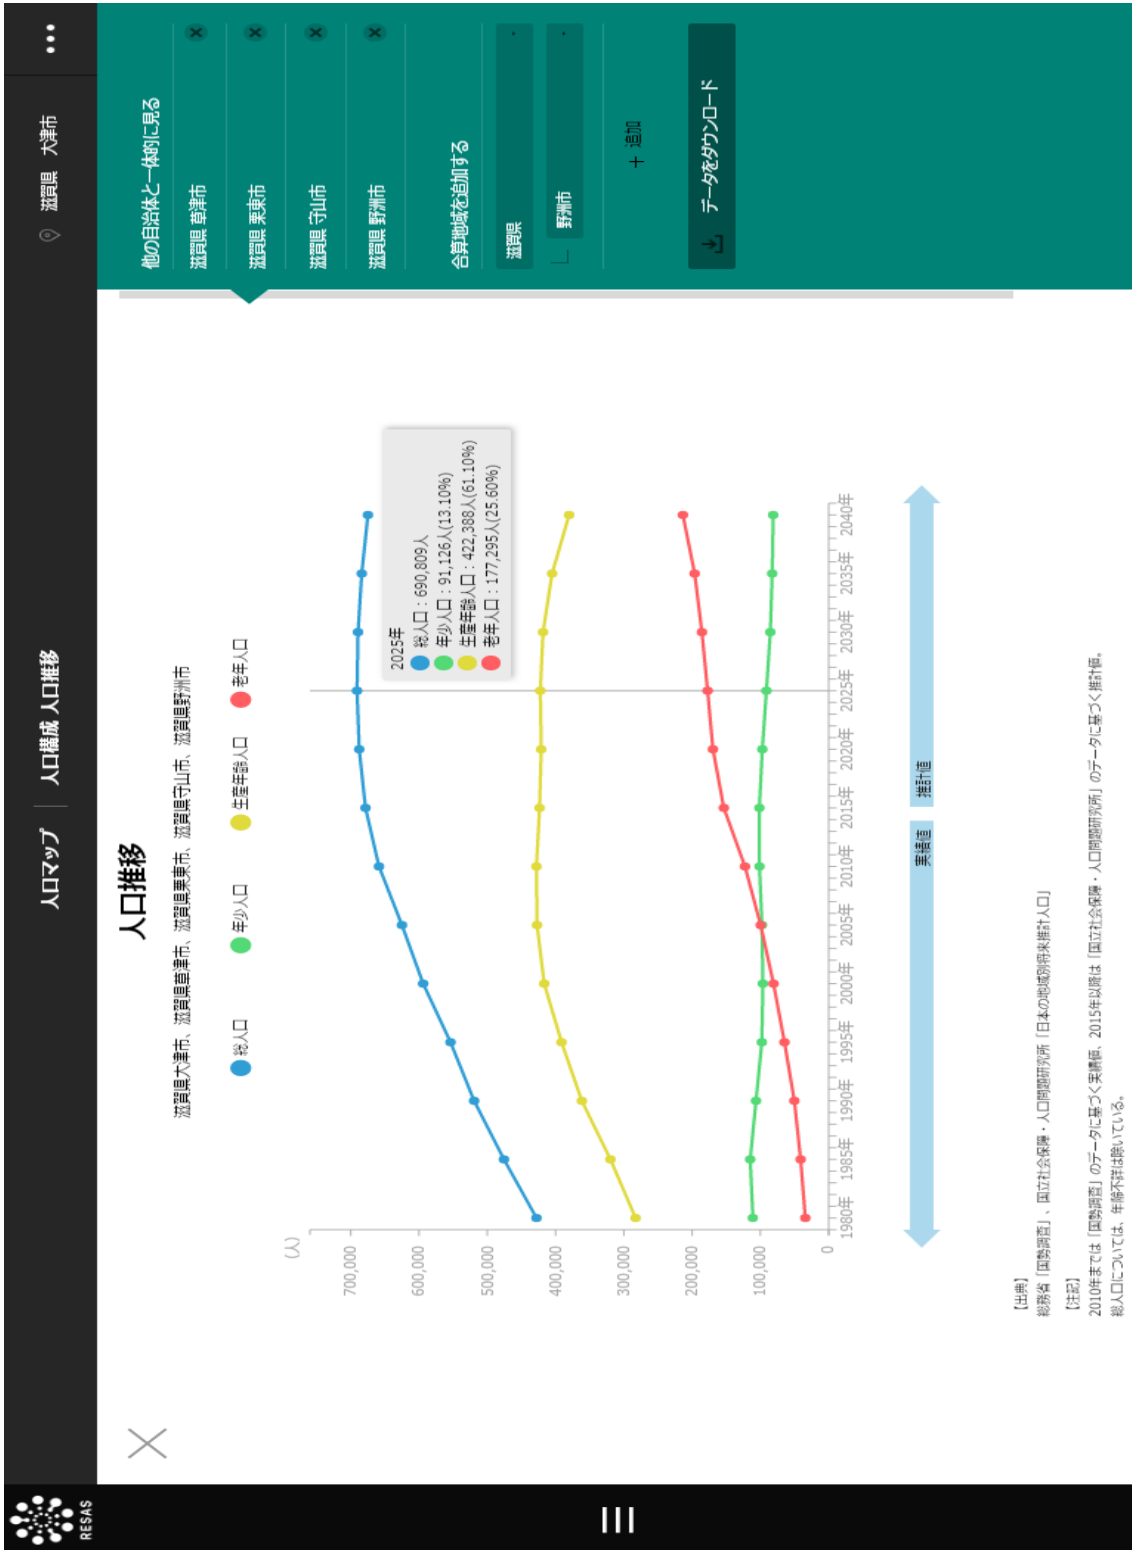 RESAS
人口マップ
人口構成 人口推移
滋賀県 大津市
人口推移
滋賀県大津市、滋賀県草津市、滋賀県栗東市、滋賀県守山市、滋賀県野洲市
総人口
年少人口
生産年齢人口
老年人口
(人)
700,000
600,000
500,000
400,000
300,000
200,000
100,000
0
2025年
総人口:690,809人
年少人口:91,126人(13.10%)
生産年齢人口:422,388人(61.10%)
老年人口:177,295人(25.60%)
1980年 1985年 1990年 1995年 2000年 2005年 2010年 2015年 2020年 2025年 2030年 2035年 2040年
実績値 推計値
【出典】
総務省「国勢調査」、国立社会保障・人口問題研究所「日本の地域別将来推計人口」
【注記】
2010年までは「国勢調査」のデータに基づく実績値、2015年以降は「国立社会保障・人口問題研究所」のデータに基づく推計値。
総人口については、年齢不詳は除いている。
他の自治体と一体的に見る
滋賀県 草津市
滋賀県 栗東市
滋賀県 守山市
滋賀県 野洲市
合算地域を追加する
滋賀県
野洲市
+ 追加
データをダウンロード